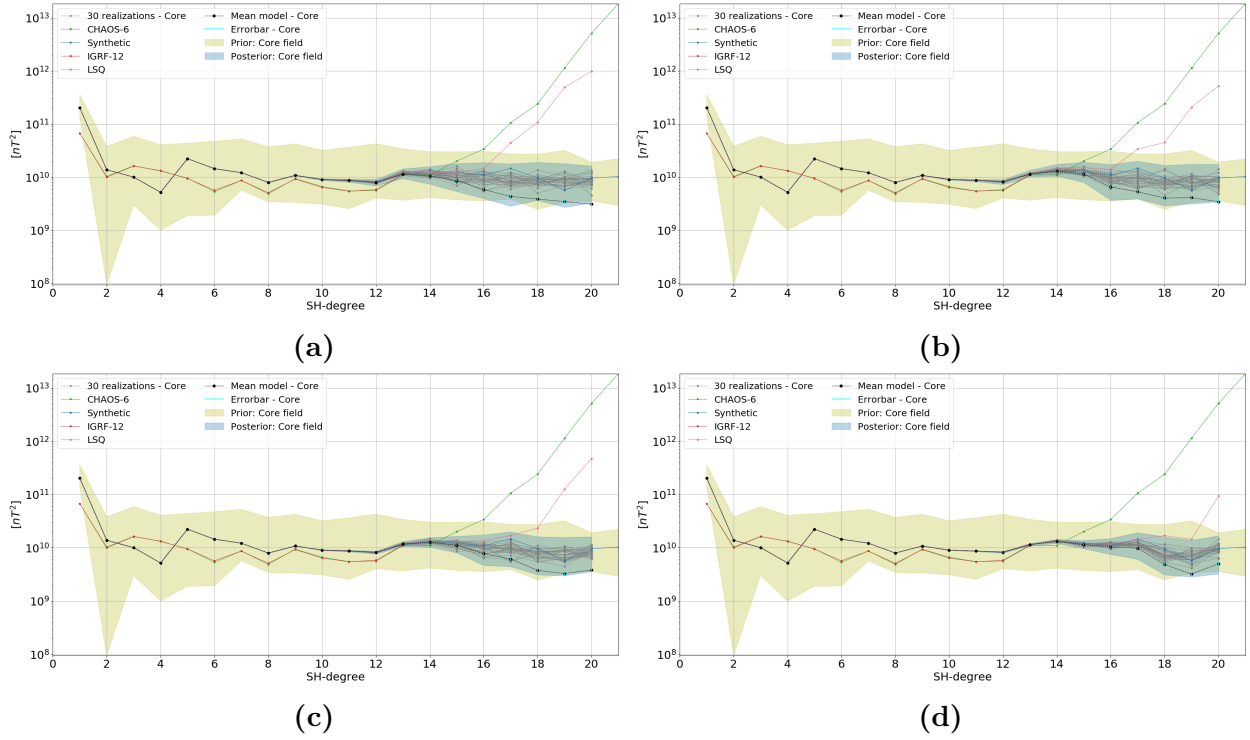 30 realizations - Core
CHAOS-6
Synthetic
IGRF-12
LSQ
Mean model - Core
Errorbar - Core
Prior: Core field
Posterior: Core field
[nT²]
10¹³
10¹²
10¹¹
10¹⁰
10⁹
10⁸
0 2 4 6 8 10 12 14 16 18 20
SH-degree
(a)
30 realizations - Core
CHAOS-6
Synthetic
IGRF-12
LSQ
Mean model - Core
Errorbar - Core
Prior: Core field
Posterior: Core field
[nT²]
10¹³
10¹²
10¹¹
10¹⁰
10⁹
10⁸
0 2 4 6 8 10 12 14 16 18 20
SH-degree
(b)
30 realizations - Core
CHAOS-6
Synthetic
IGRF-12
LSQ
Mean model - Core
Errorbar - Core
Prior: Core field
Posterior: Core field
[nT²]
10¹³
10¹²
10¹¹
10¹⁰
10⁹
10⁸
0 2 4 6 8 10 12 14 16 18 20
SH-degree
(c)
30 realizations - Core
CHAOS-6
Synthetic
IGRF-12
LSQ
Mean model - Core
Errorbar - Core
Prior: Core field
Posterior: Core field
[nT²]
10¹³
10¹²
10¹¹
10¹⁰
10⁹
10⁸
0 2 4 6 8 10 12 14 16 18 20
SH-degree
(d)